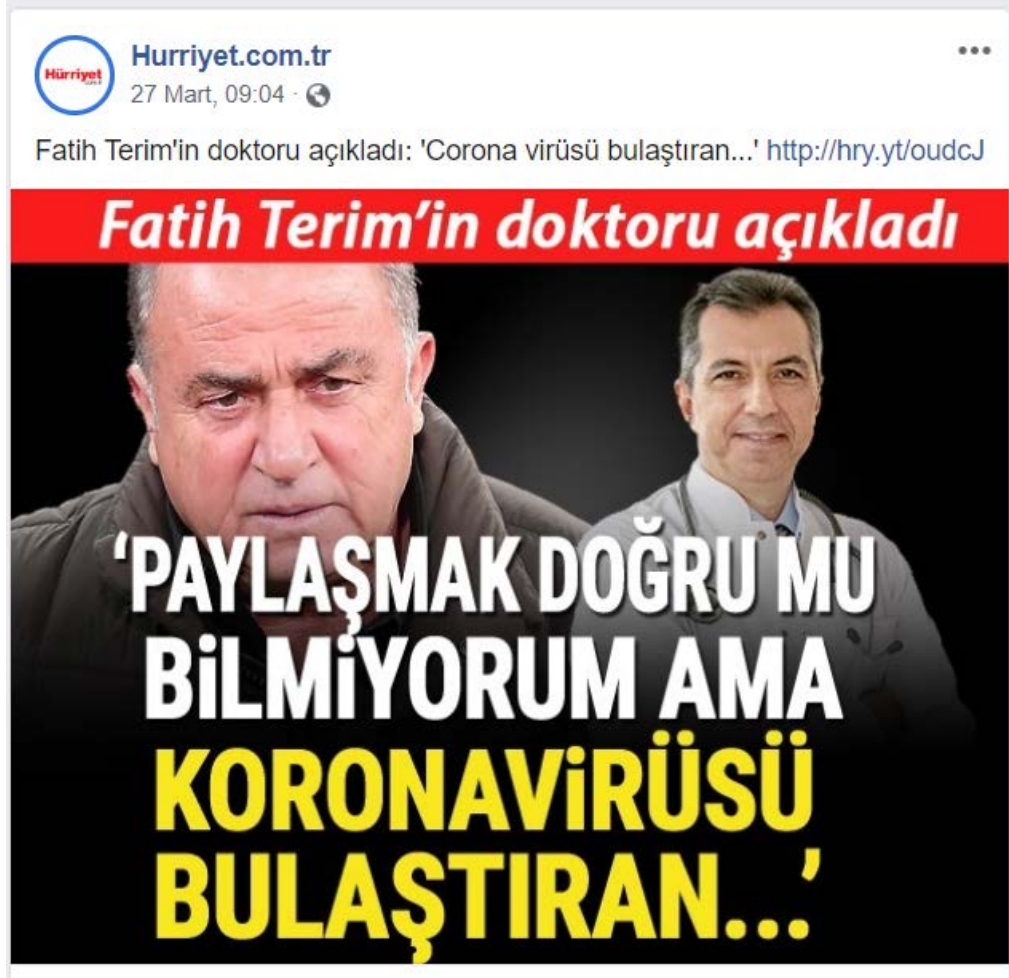 Hürriyet
Hurriyet.com.tr
27 Mart, 09:04 ·
Fatih Terim'in doktoru açıkladı: 'Corona virüsü bulaştıran...' http://hry.yt/oudcJ
Fatih Terim'in doktoru açıkladı
'PAYLAŞMAK DOĞRU MU
BİLMİYORUM AMA
KORONAVİRÜSÜ
BULAŞTIRAN...'